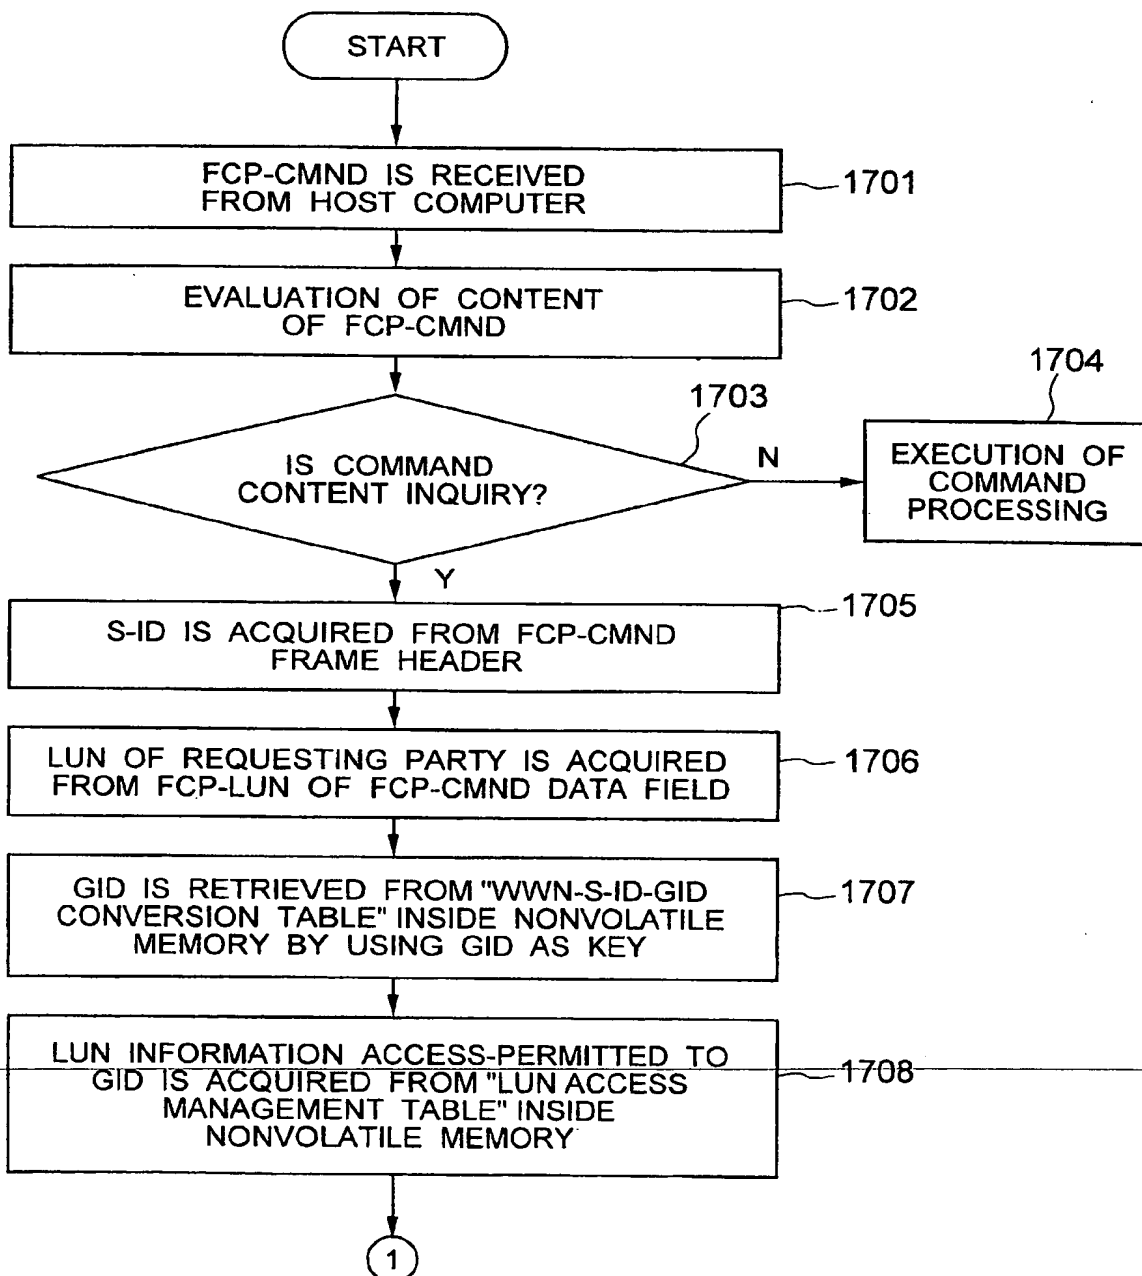 START
FCP-CMND IS RECEIVED
FROM HOST COMPUTER
1701
EVALUATION OF CONTENT
OF FCP-CMND
1702
1703
IS COMMAND
CONTENT INQUIRY?
N
1704
EXECUTION OF
COMMAND
PROCESSING
Y
S-ID IS ACQUIRED FROM FCP-CMND
FRAME HEADER
1705
LUN OF REQUESTING PARTY IS ACQUIRED
FROM FCP-LUN OF FCP-CMND DATA FIELD
1706
GID IS RETRIEVED FROM "WWN-S-ID-GID
CONVERSION TABLE" INSIDE NONVOLATILE
MEMORY BY USING GID AS KEY
1707
LUN INFORMATION ACCESS-PERMITTED TO
GID IS ACQUIRED FROM "LUN ACCESS
MANAGEMENT TABLE" INSIDE
NONVOLATILE MEMORY
1708
1